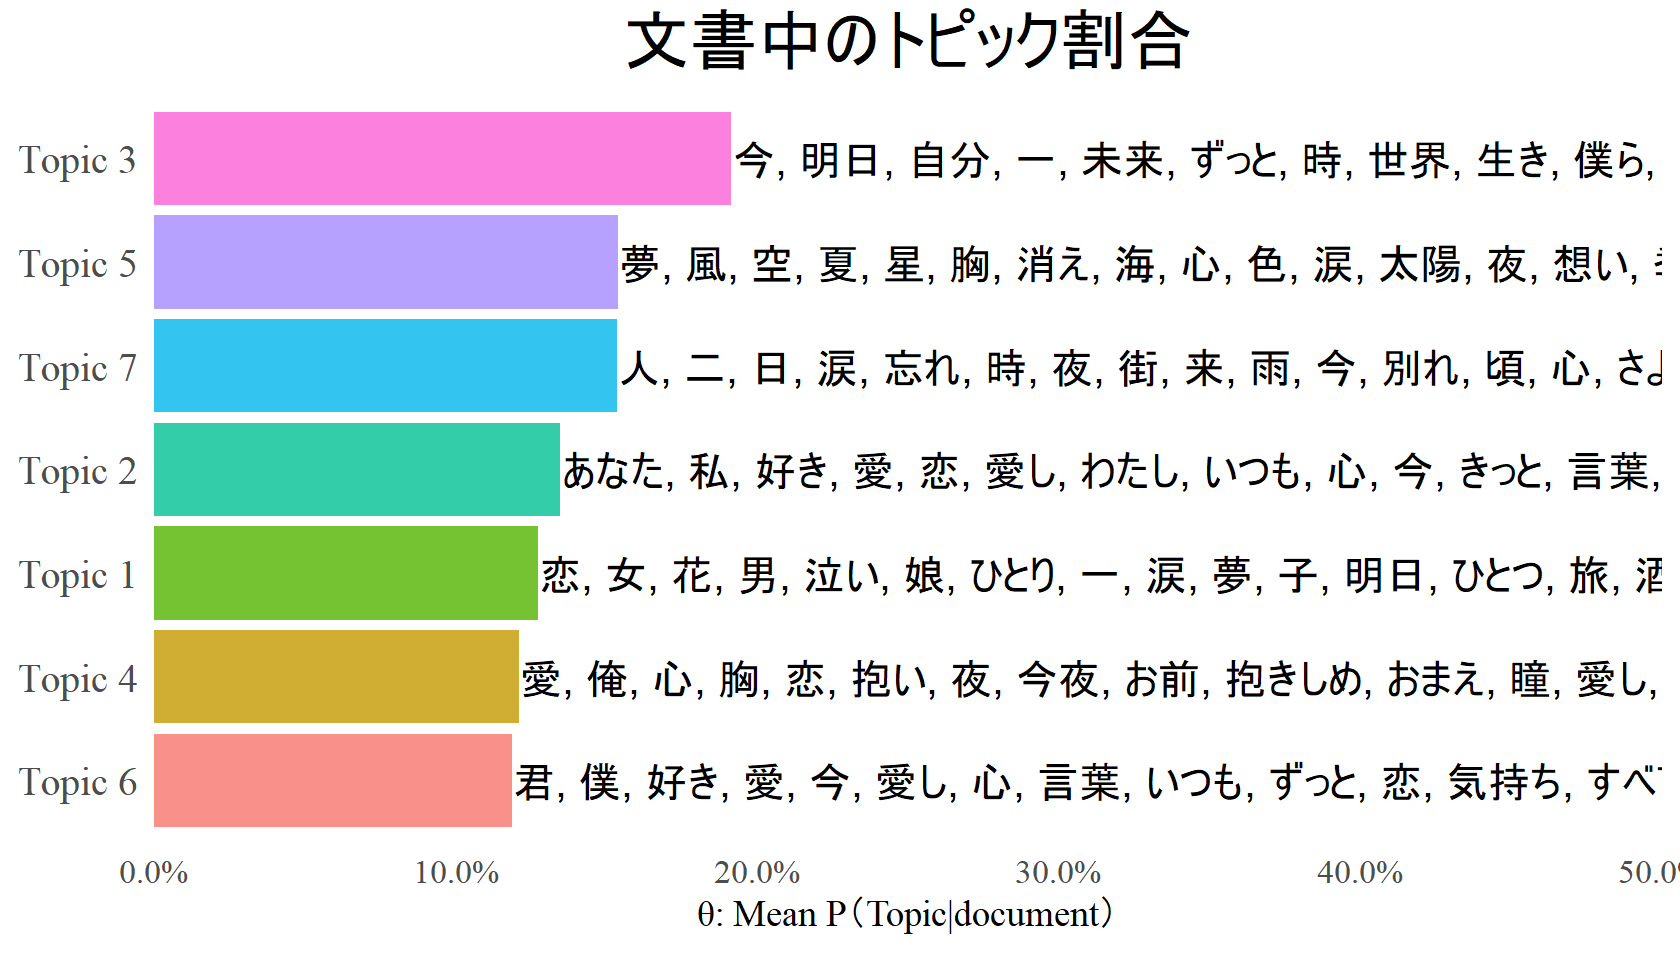 文書中のトピック割合
Topic 3 今, 明日, 自分, 一, 未来, ずっと, 時, 世界, 生き, 僕ら,
Topic 5 夢, 風, 空, 夏, 星, 胸, 消え, 海, 心, 色, 涙, 太陽, 夜, 想い,
Topic 7 人, 二, 日, 涙, 忘れ, 時, 夜, 街, 来, 雨, 今, 別れ, 頃, 心, さよ
Topic 2 あなた, 私, 好き, 愛, 恋, 愛し, わたし, いつも, 心, 今, きっと, 言葉,
Topic 1 恋, 女, 花, 男, 泣い, 娘, ひとり, 一, 涙, 夢, 子, 明日, ひとつ, 旅, 酒
Topic 4 愛, 俺, 心, 胸, 恋, 抱い, 夜, 今夜, お前, 抱きしめ, おまえ, 瞳, 愛し,
Topic 6 君, 僕, 好き, 愛, 今, 愛し, 心, 言葉, いつも, ずっと, 恋, 気持ち, すべ
0.0% 10.0% 20.0% 30.0% 40.0% 50.0%
θ: Mean P（Topic|document）